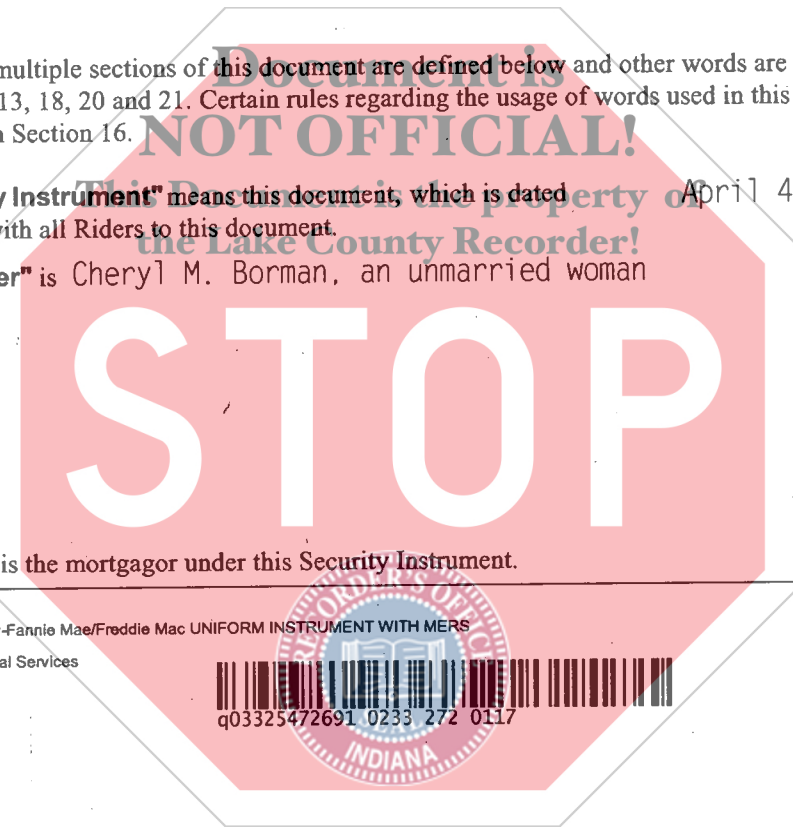 Document is
multiple sections of this document are defined below and other words are
13, 18, 20 and 21. Certain rules regarding the usage of words used in this
Section 16.
NOT OFFICIAL!
Instrument" means this document, which is dated April 4
This Document is the property of
with all Riders to this document.
the Lake County Recorder!
er" is Cheryl M. Borman, an unmarried woman
STOP
is the mortgagor under this Security Instrument.
-Fannie Mae/Freddie Mac UNIFORM INSTRUMENT WITH MERS
al Services
q03325472691 0233 272 0117
RECORDER'S OFFICE
INDIANA